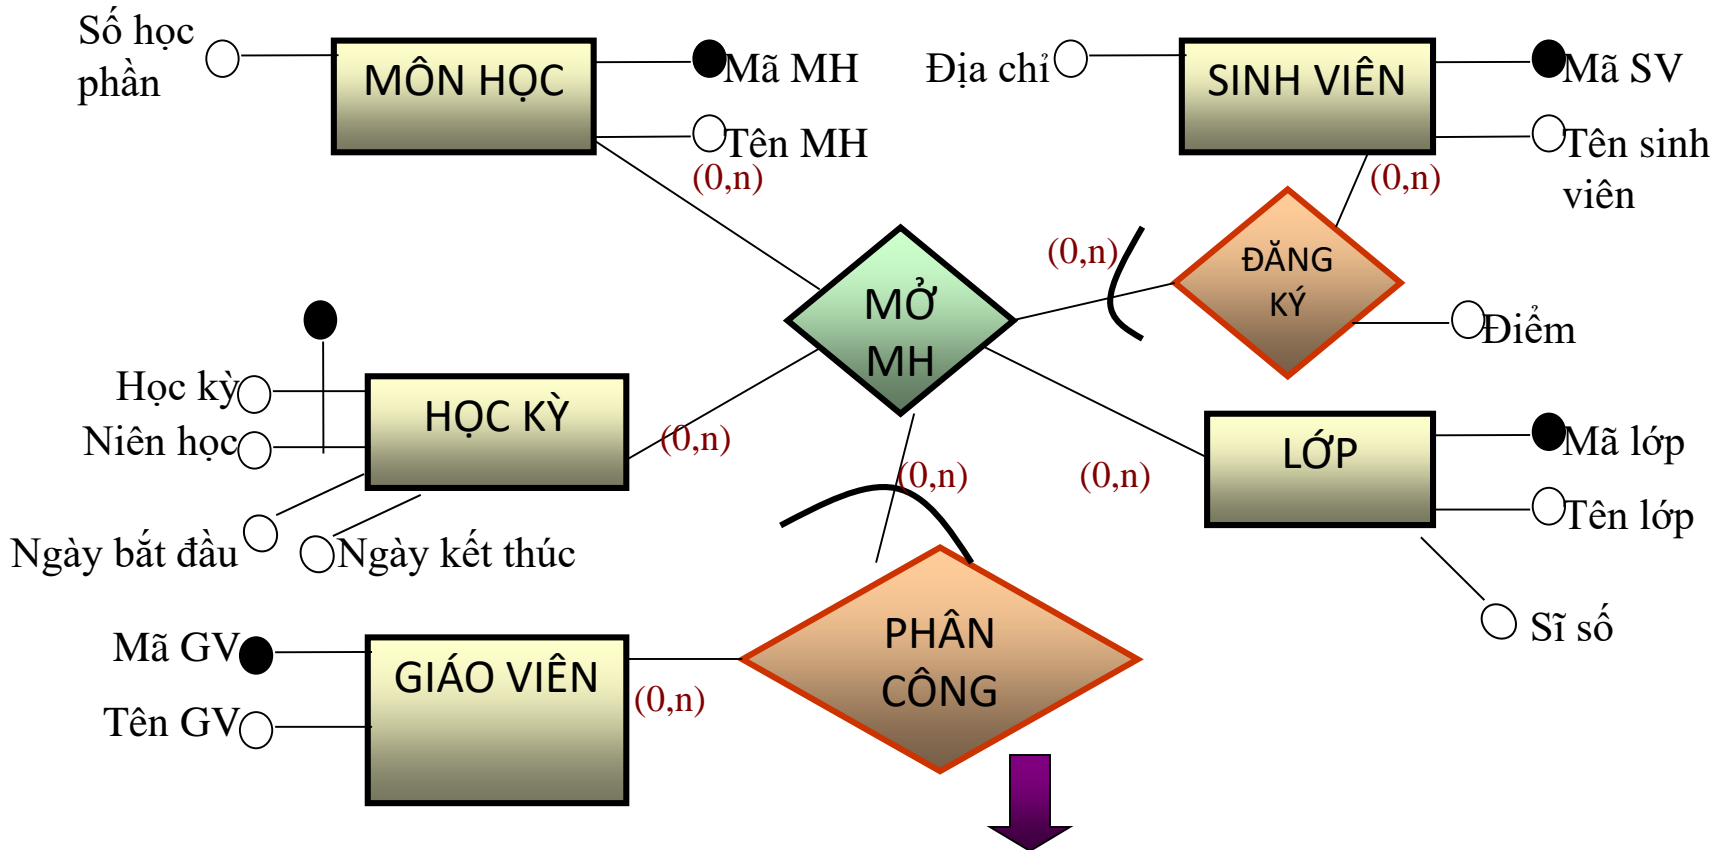 Số học
phần
MÔN HỌC
Mã MH
Tên MH
(0,n)
Địa chỉ
SINH VIÊN
Mã SV
Tên sinh
viên
(0,n)
(0,n)
ĐĂNG
KÝ
Điểm
MỞ
MH
Học kỳ
Niên học
HỌC KỲ
(0,n)
Ngày bắt đầu
Ngày kết thúc
(0,n)
(0,n)
LỚP
Mã lớp
Tên lớp
Sĩ số
Mã GV
Tên GV
GIÁO VIÊN
(0,n)
PHÂN
CÔNG